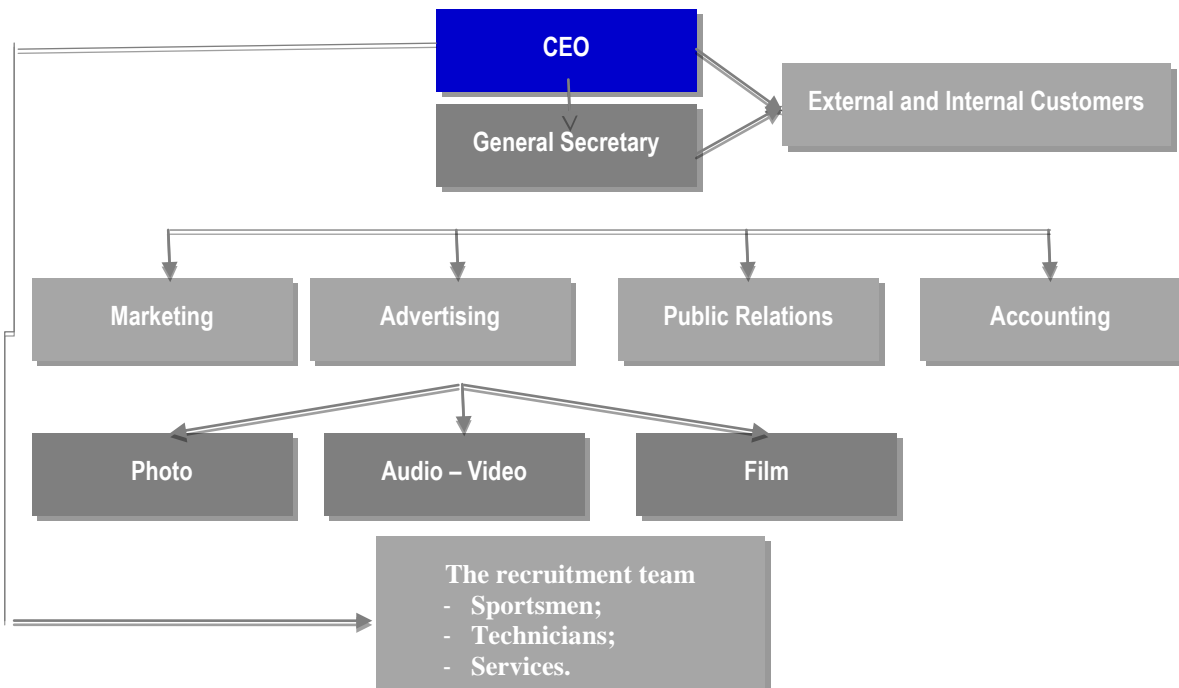 CEO
External and Internal Customers
General Secretary
Marketing
Advertising
Public Relations
Accounting
Photo
Audio – Video
Film
The recruitment team
- Sportsmen;
- Technicians;
- Services.